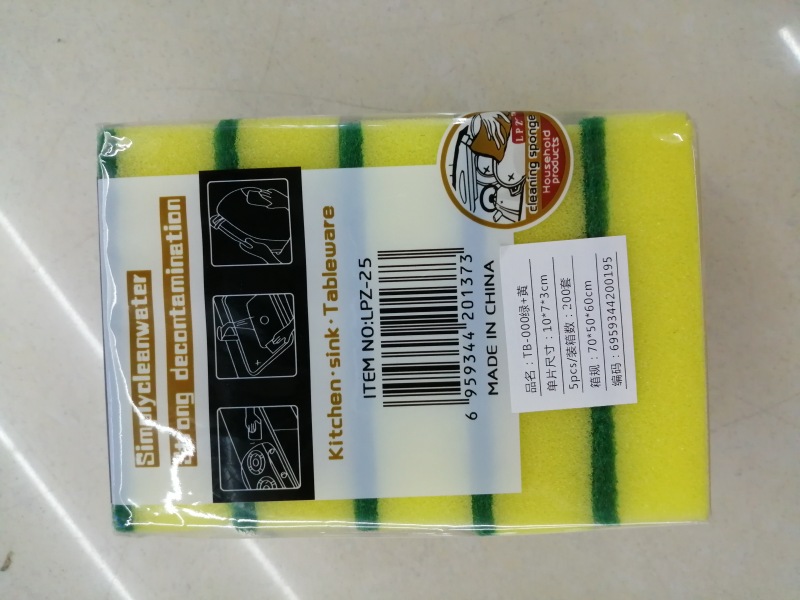 Simplycleanwater
Strong decontamination
Kitchen·sink·Tableware
ITEM NO:LPZ-25
6 959344 201373
MADE IN CHINA
LPZ
cleaning sponge
Household
products
品名：TB-000绿+黄
单片尺寸：10*7*3cm
5pcs/装箱数：200套
箱规：70*50*60cm
编码：6959344200195